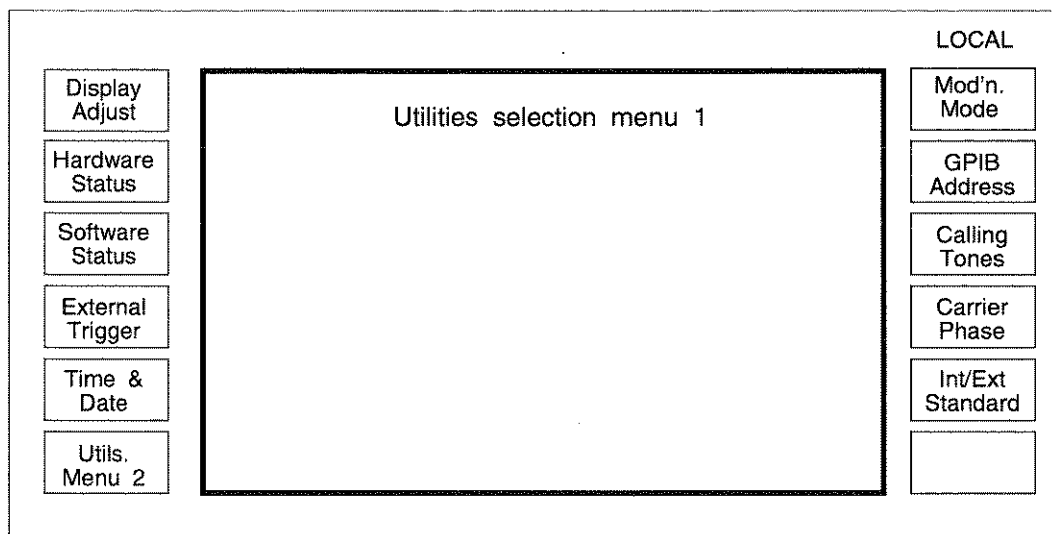 LOCAL
Display
Adjust
Hardware
Status
Software
Status
External
Trigger
Time &
Date
Utils.
Menu 2
Utilities selection menu 1
Mod'n.
Mode
GPIB
Address
Calling
Tones
Carrier
Phase
Int/Ext
Standard